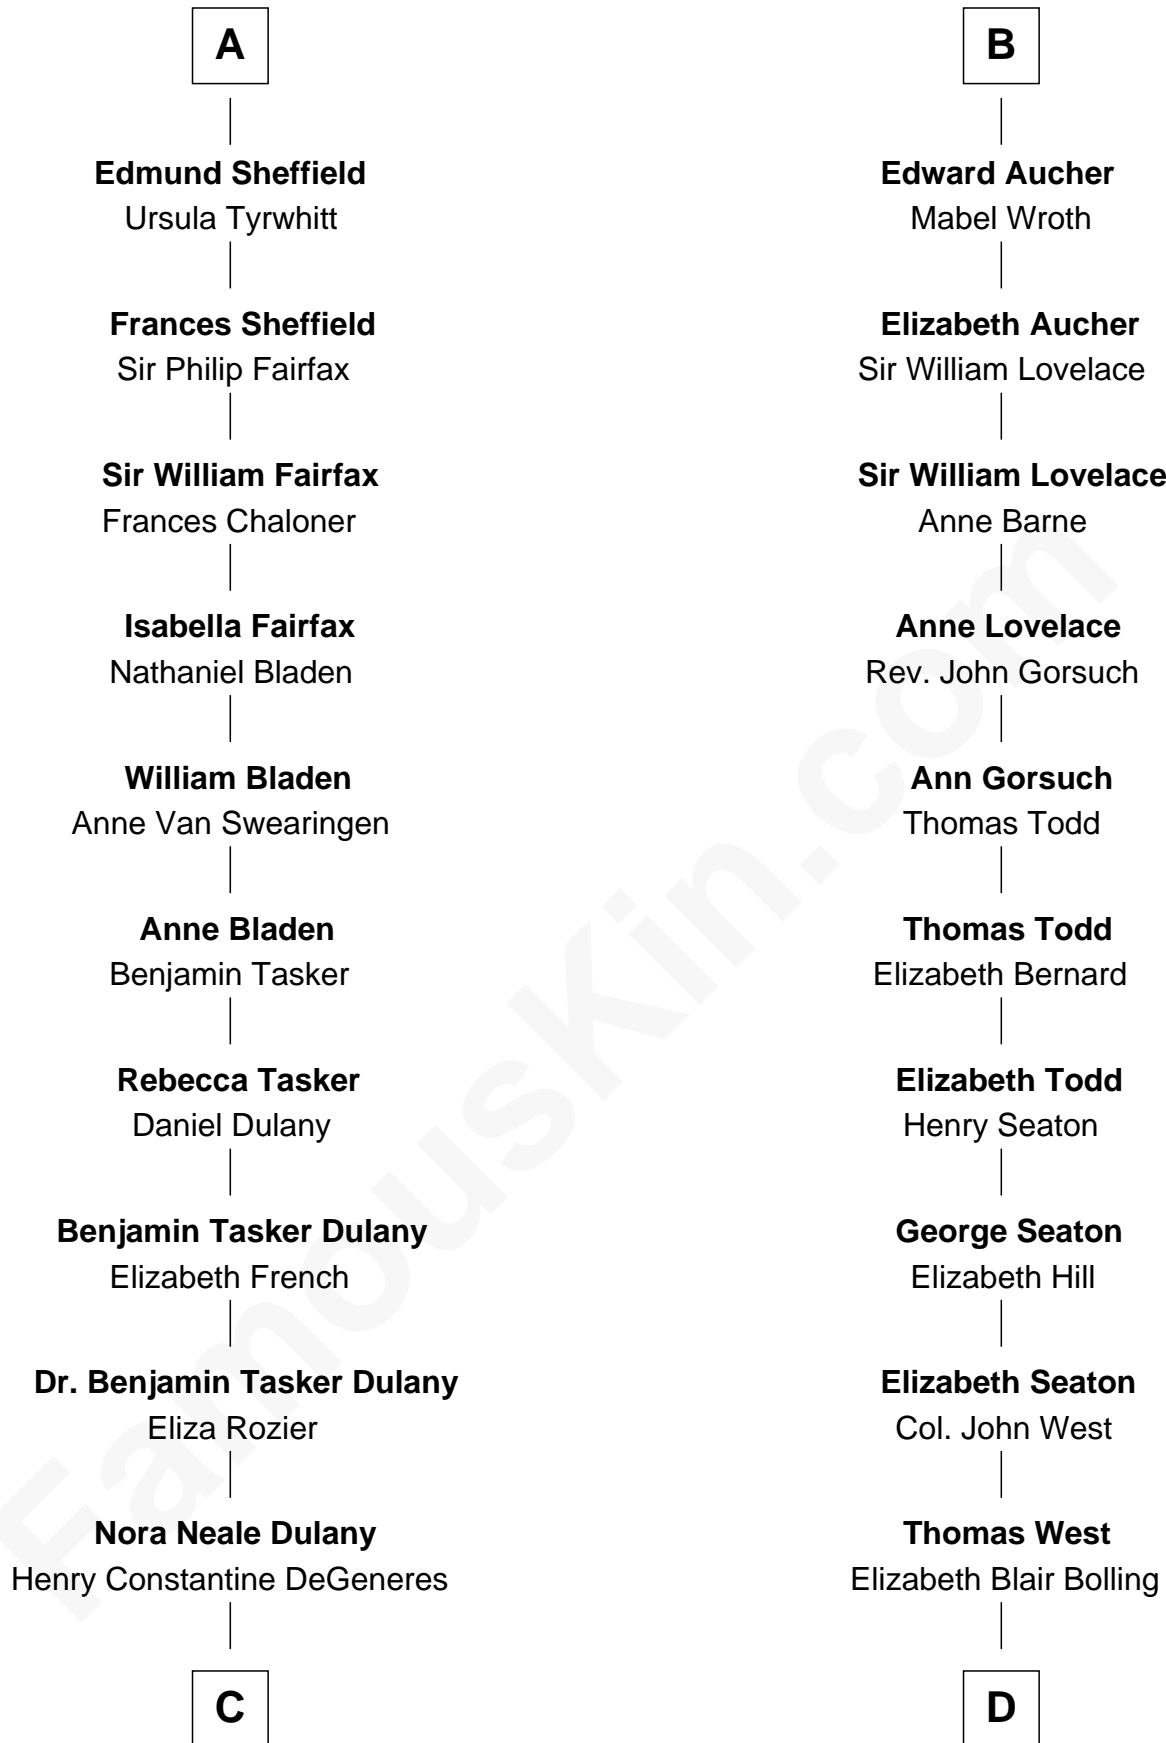 A
Edmund Sheffield
Ursula Tyrwhitt
Frances Sheffield
Sir Philip Fairfax
Sir William Fairfax
Frances Chaloner
Isabella Fairfax
Nathaniel Bladen
William Bladen
Anne Van Swearingen
Anne Bladen
Benjamin Tasker
Rebecca Tasker
Daniel Dulany
Benjamin Tasker Dulany
Elizabeth French
Dr. Benjamin Tasker Dulany
Eliza Rozier
Nora Neale Dulany
Henry Constantine DeGeneres
C
B
Edward Aucher
Mabel Wroth
Elizabeth Aucher
Sir William Lovelace
Sir William Lovelace
Anne Barne
Anne Lovelace
Rev. John Gorsuch
Ann Gorsuch
Thomas Todd
Thomas Todd
Elizabeth Bernard
Elizabeth Todd
Henry Seaton
George Seaton
Elizabeth Hill
Elizabeth Seaton
Col. John West
Thomas West
Elizabeth Blair Bolling
D
FamousKin.com